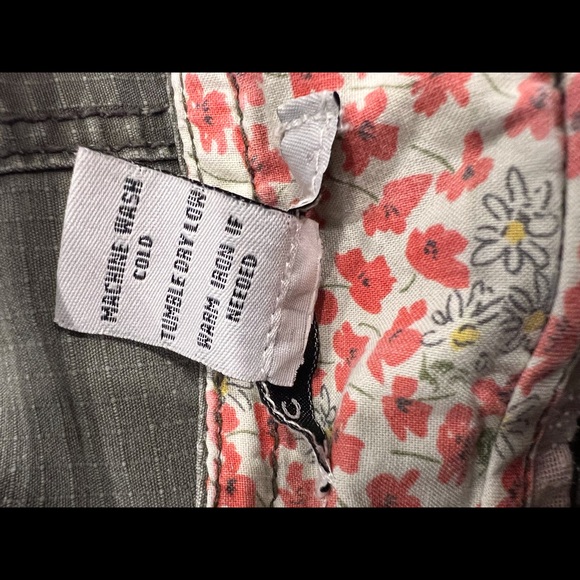 MACHINE WASH
COLD
TUMBLE DRY LOW
WARM IRON IF
NEEDED
C